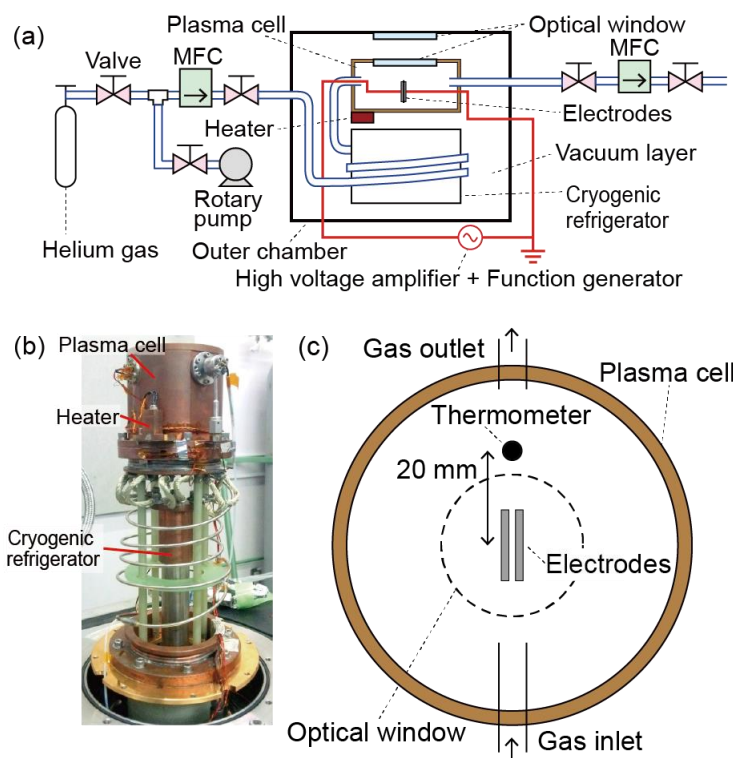 (a)
Plasma cell
Optical window
Valve
MFC
MFC
Heater
Electrodes
Vacuum layer
Cryogenic
refrigerator
Rotary
pump
Helium gas
Outer chamber
High voltage amplifier + Function generator
(b)
Plasma cell
Heater
Cryogenic
refrigerator
(c)
Gas outlet
Plasma cell
Thermometer
20 mm
Electrodes
Optical window
Gas inlet